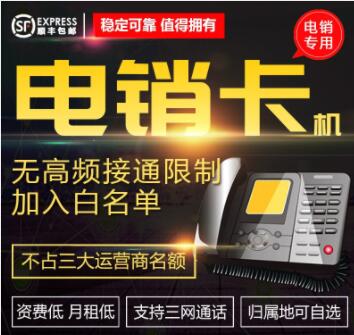 SF EXPRESS
顺丰包邮
稳定可靠 值得拥有
电销
专用
电销卡机
无高频接通限制
加入白名单
不占三大运营商名额
资费低 月租低
支持三网通话
归属地可自选